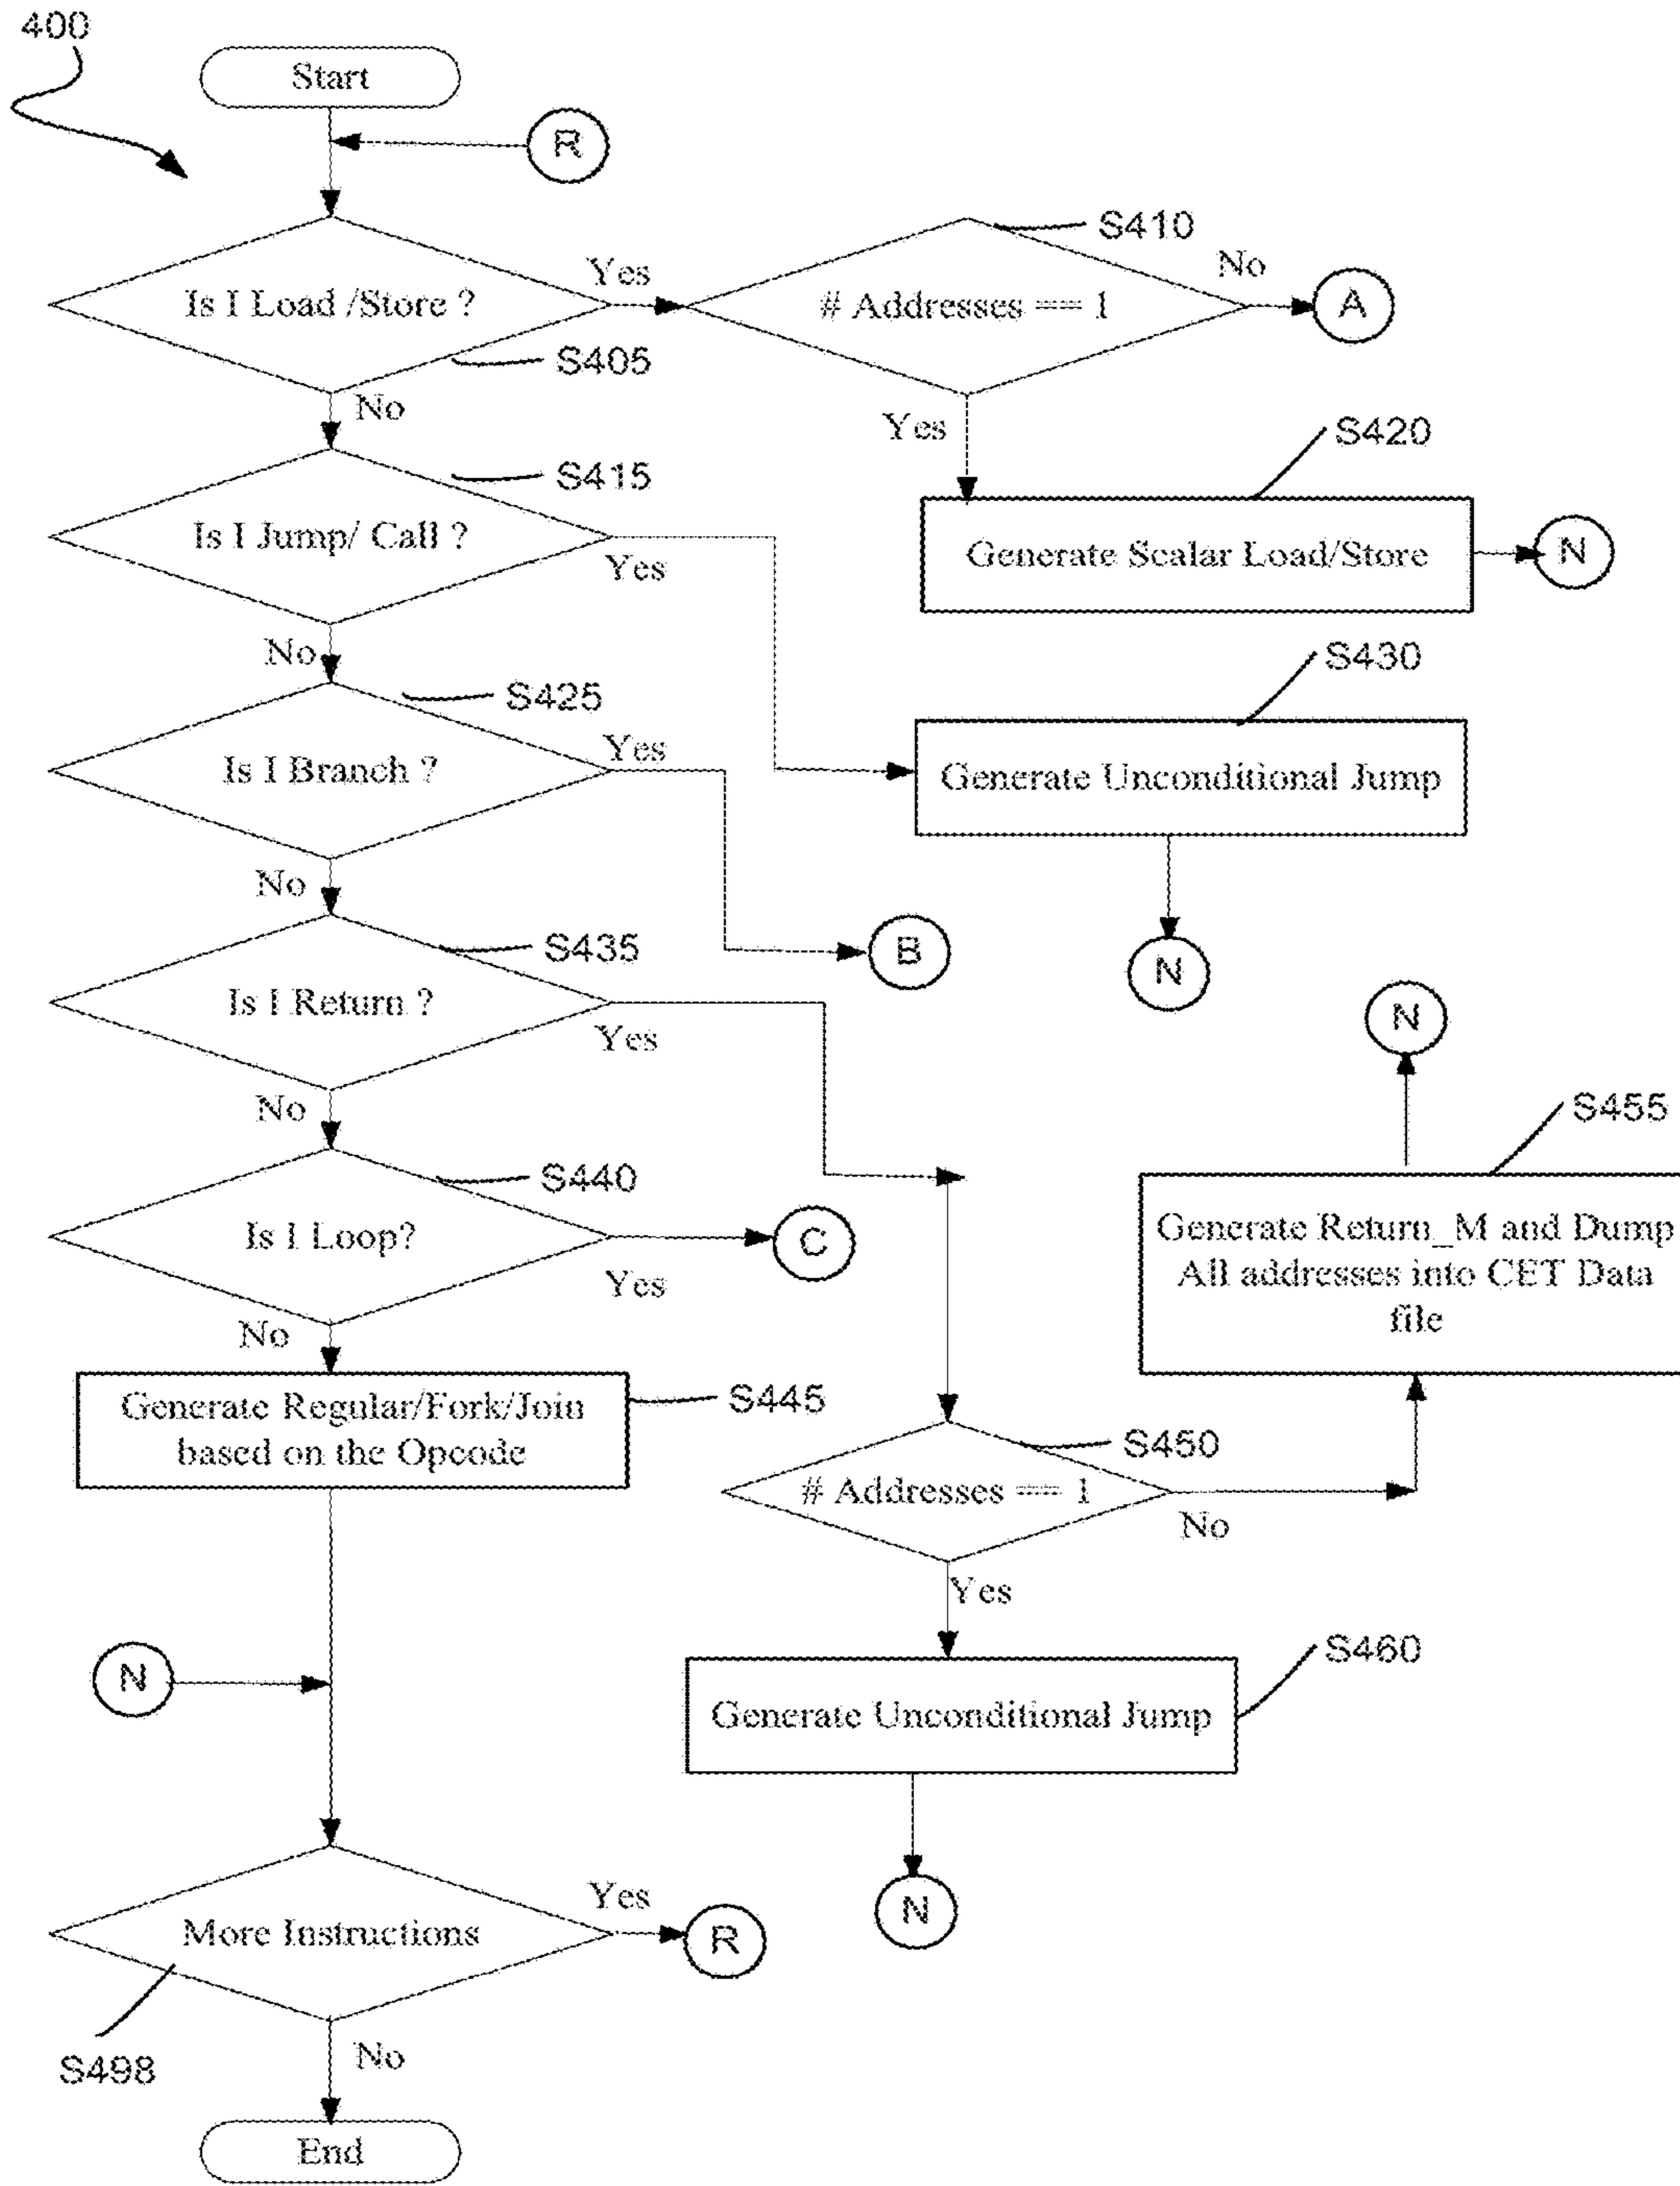 400
Start
R
S410
Is I Load /Store ?
Yes
# Addresses == 1
No
A
S405
No
Yes
S420
S415
Is I Jump/ Call ?
Yes
Generate Scalar Load/Store
N
No
S430
S425
Is I Branch ?
Yes
Generate Unconditional Jump
No
B
N
S435
Is I Return ?
Yes
N
No
S455
S440
Is I Loop?
Yes
C
Generate Return_M and Dump
All addresses into CET Data
file
No
Generate Regular/Fork/Join
based on the Opcode
S445
S450
# Addresses == 1
No
Yes
S460
N
Generate Unconditional Jump
N
More Instructions
Yes
R
S498
No
End